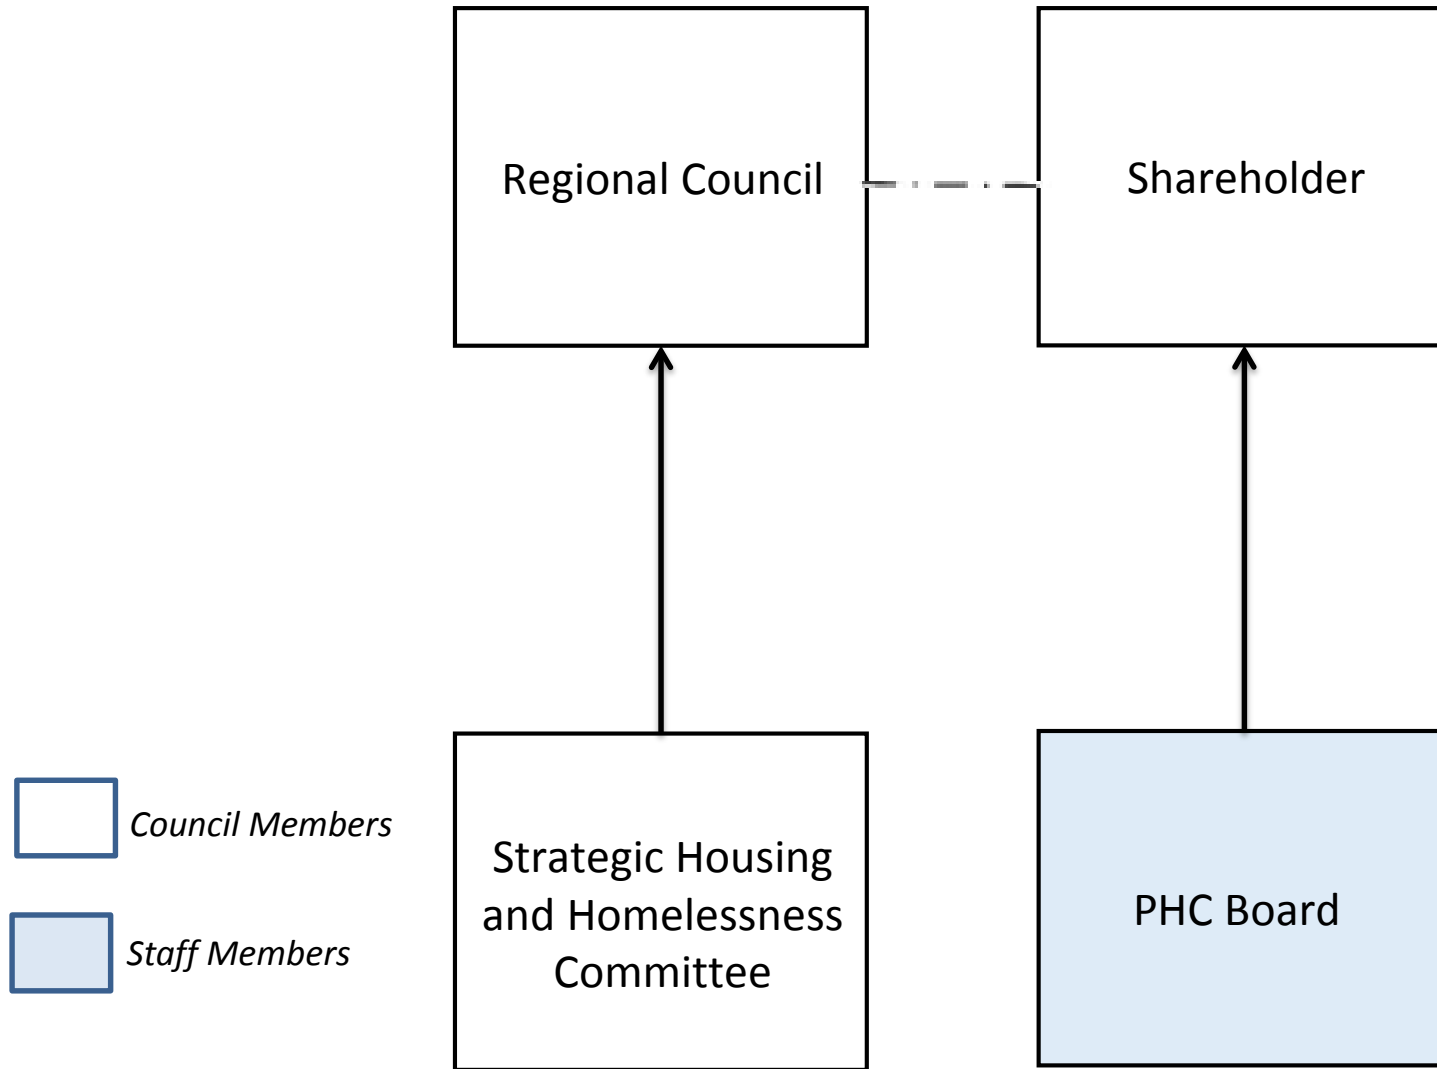 Regional Council
Shareholder
Council Members
Staff Members
Strategic Housing
and Homelessness
Committee
PHC Board